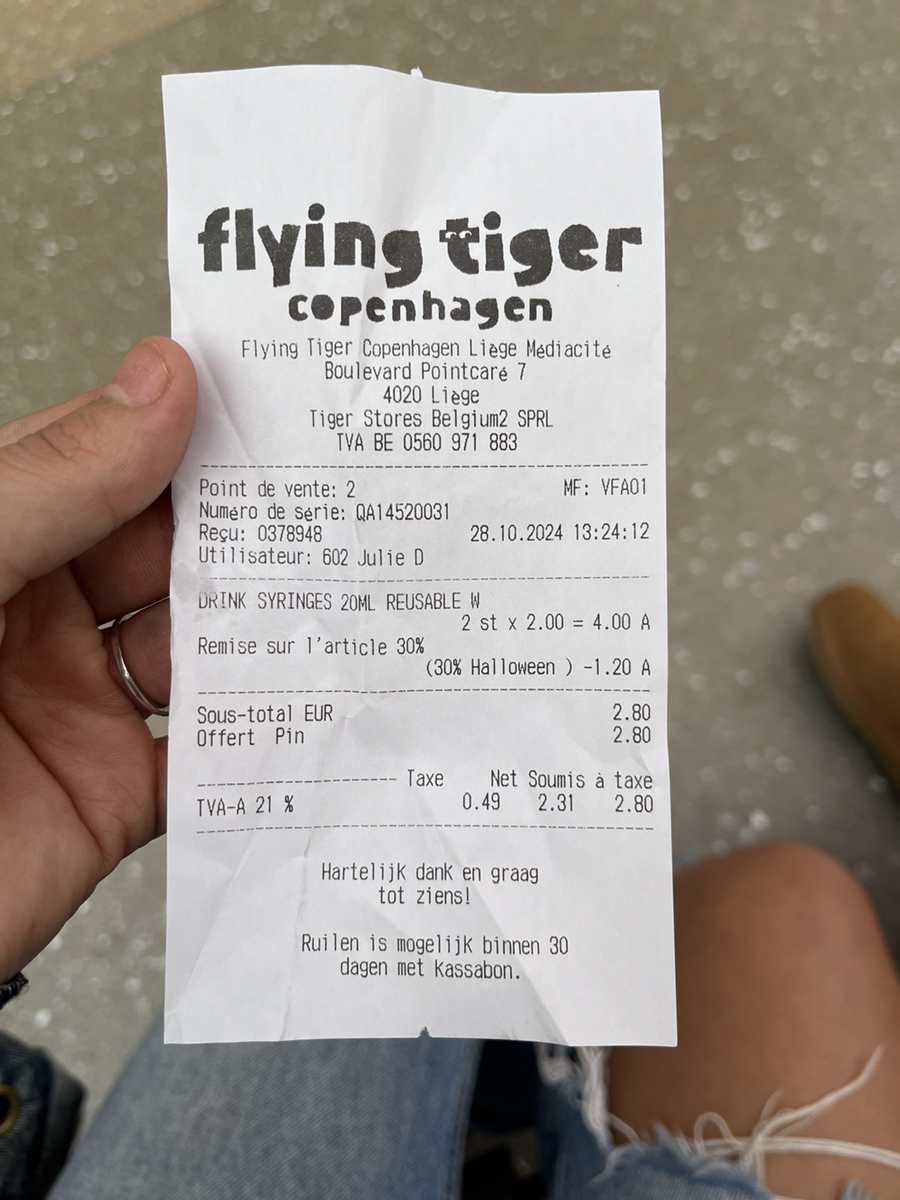 flying tiger
copenhagen
Flying Tiger Copenhagen Liège Médiacité
Boulevard Pointcaré 7
4020 Liège
Tiger Stores Belgium2 SPRL
TVA BE 0560 971 883
Point de vente: 2 MF: VFA01
Numéro de série: QA14520031
Reçu: 0378948 28.10.2024 13:24:12
Utilisateur: 602 Julie D
DRINK SYRINGES 20ML REUSABLE W
2 st x 2.00 = 4.00 A
Remise sur l'article 30%
(30% Halloween ) -1.20 A
Sous-total EUR 2.80
Offert Pin 2.80
Taxe Net Soumis à taxe
TVA-A 21 % 0.49 2.31 2.80
Hartelijk dank en graag
tot ziens!
Ruilen is mogelijk binnen 30
dagen met kassabon.